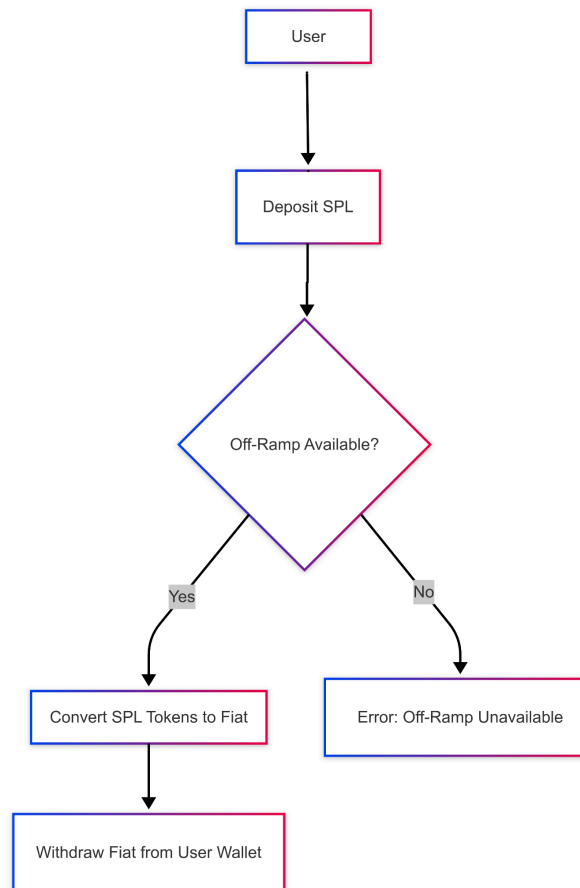 User
Deposit SPL
Off-Ramp Available?
Yes
No
Convert SPL Tokens to Fiat
Error: Off-Ramp Unavailable
Withdraw Fiat from User Wallet